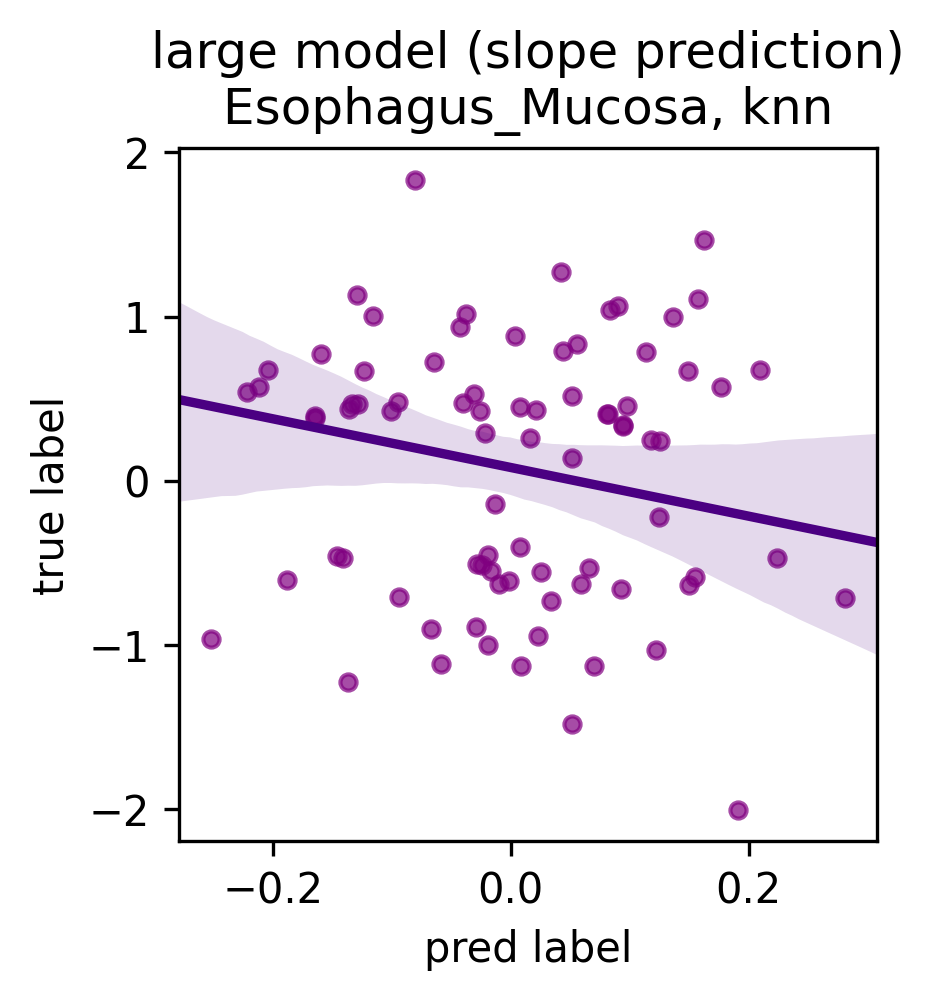 large model (slope prediction)
Esophagus_Mucosa, knn
2
1
0
−1
−2
true label
−0.2
0.0
0.2
pred label